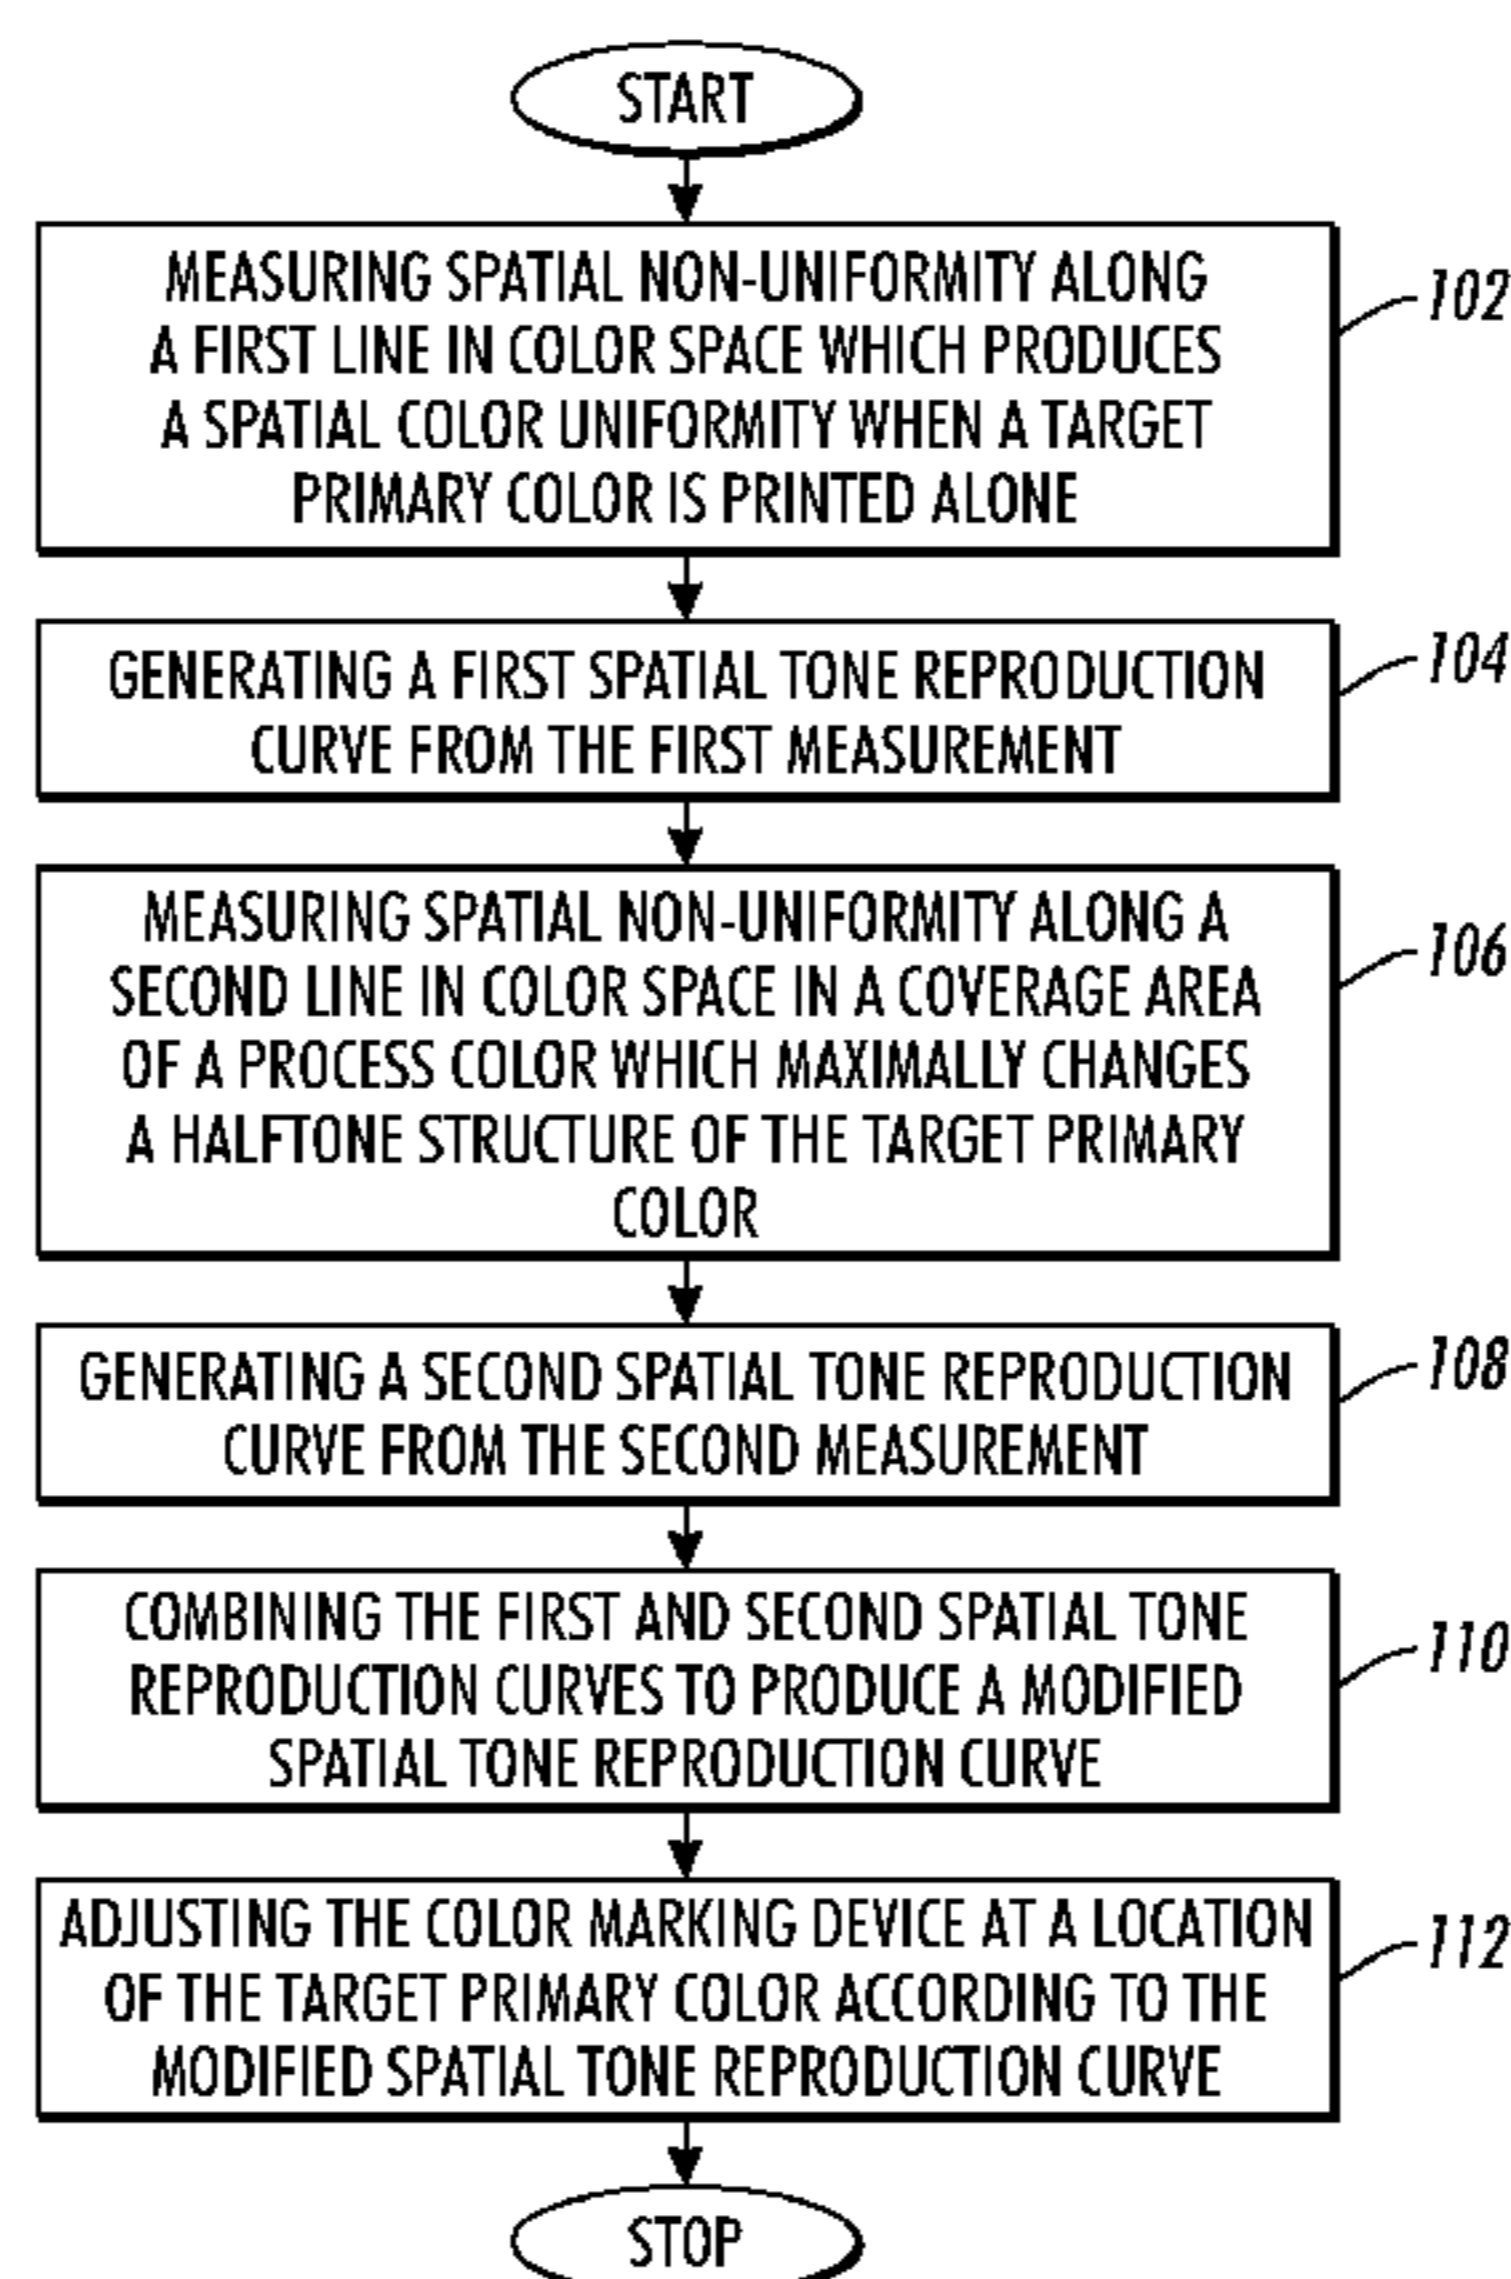 START
MEASURING SPATIAL NON-UNIFORMITY ALONG
A FIRST LINE IN COLOR SPACE WHICH PRODUCES
A SPATIAL COLOR UNIFORMITY WHEN A TARGET
PRIMARY COLOR IS PRINTED ALONE
102
GENERATING A FIRST SPATIAL TONE REPRODUCTION
CURVE FROM THE FIRST MEASUREMENT
104
MEASURING SPATIAL NON-UNIFORMITY ALONG A
SECOND LINE IN COLOR SPACE IN A COVERAGE AREA
OF A PROCESS COLOR WHICH MAXIMALLY CHANGES
A HALFTONE STRUCTURE OF THE TARGET PRIMARY
COLOR
106
GENERATING A SECOND SPATIAL TONE REPRODUCTION
CURVE FROM THE SECOND MEASUREMENT
108
COMBINING THE FIRST AND SECOND SPATIAL TONE
REPRODUCTION CURVES TO PRODUCE A MODIFIED
SPATIAL TONE REPRODUCTION CURVE
110
ADJUSTING THE COLOR MARKING DEVICE AT A LOCATION
OF THE TARGET PRIMARY COLOR ACCORDING TO THE
MODIFIED SPATIAL TONE REPRODUCTION CURVE
112
STOP